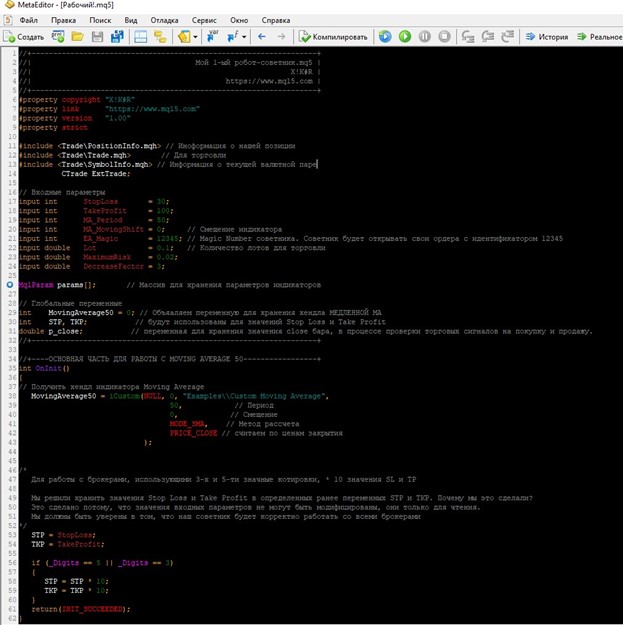 MetaEditor - [Рабочий!.mq5]
Файл Правка Поиск Вид Отладка Сервис Окно Справка
Создать Компилировать История Реальное
1 //+------------------------------------------------------------------+
2 //| Мой 1-ый робот-советник.mq5 |
3 //| X!K@R |
4 //| https://www.mql5.com |
5 //+------------------------------------------------------------------+
6 #property copyright "X!K@R"
7 #property link "https://www.mql5.com"
8 #property version "1.00"
9 #property strict
10
11 #include <Trade\PositionInfo.mqh> // Иноформация о нашей позиции
12 #include <Trade\Trade.mqh> // Для торговли
13 #include <Trade\SymbolInfo.mqh> // Информация о текущей валютной паре
14 CTrade ExtTrade;
15
16 // Входные параметры
17 input int StopLoss = 30;
18 input int TakeProfit = 100;
19 input int MA_Period = 50;
20 input int MA_MovingShift = 0; // Смещение индикатора
21 input int EA_Magic = 12345; // Magic Number советника. Советник будет открывать свои ордера с идентификатором 12345
22 input double Lot = 0.1; // Количество лотов для торговли
23 input double MaximumRisk = 0.02;
24 input double DecreaseFactor = 3;
25
MqlParam params[]; // Массив для хранения параметров индикаторов
27
28 // Глобальные переменные
29 int MovingAverage50 = 0; // Объяаляем переменную для хранения хендла МЕДЛЕННОЙ МА
30 int STP, TKP; // будут использованы для значений Stop Loss и Take Profit
31 double p_close; // переменная для хранения значения close бара, в процессе проверки торговых сигналов на покупку и продажу.
32 //+------------------------------------------------------------------+
33
34 //+----ОСНОВНАЯ ЧАСТЬ ДЛЯ РАБОТЫ С MOVING AVERAGE 50-----------------+
35 int OnInit()
36 {
37 // Получить хендл индикатора Moving Average
38 MovingAverage50 = iCustom(NULL, 0, "Examples\\Custom Moving Average",
39 50, // Период
40 0, // Смещение
41 MODE_SMA, // Метод рассчета
42 PRICE_CLOSE // считаем по ценам закрытия
43 );
44
45
46 /*
47 Для работы с брокерами, использующими 3-х и 5-ти значные котировки, * 10 значения SL и TP
48
49 Мы решили хранить значения Stop Loss и Take Profit в определенных ранее переменных STP и TKP. Почему мы это сделали?
50 Это сделано потому, что значения входных параметров не могут быть модифицированы, они только для чтения.
51 Мы должны быть уверены в том, что наш советник будет корректно работать со всеми брокерами
52 */
53 STP = StopLoss;
54 TKP = TakeProfit;
55
56 if (_Digits == 5 || _Digits == 3)
57 {
58 STP = STP * 10;
59 TKP = TKP * 10;
60 }
61 return(INIT_SUCCEEDED);
62 }